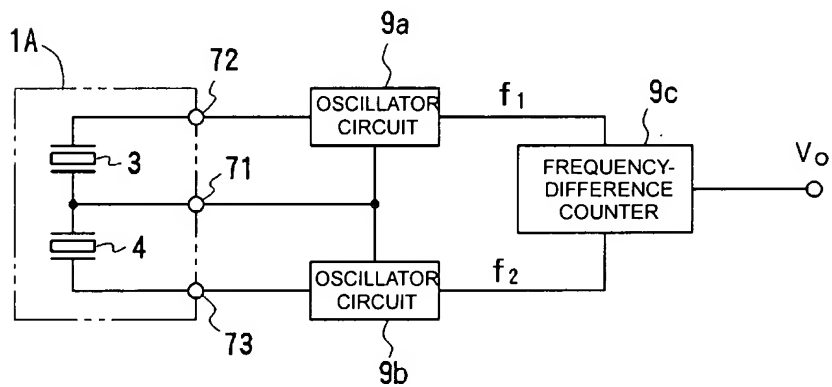 1A
72
9a
OSCILLATOR
CIRCUIT
f1
9c
3
71
FREQUENCY-
DIFFERENCE
COUNTER
Vo
4
OSCILLATOR
CIRCUIT
f2
73
9b